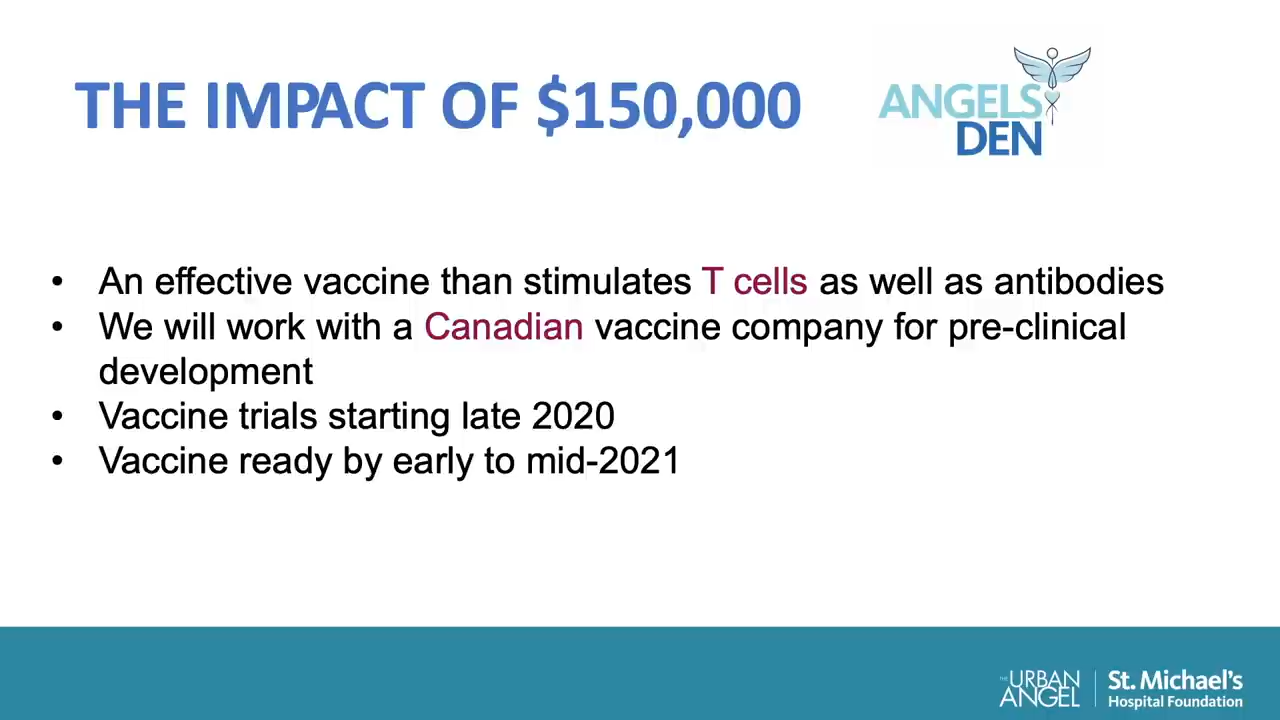 THE IMPACT OF $150,000
ANGELS
DEN
• An effective vaccine than stimulates T cells as well as antibodies
• We will work with a Canadian vaccine company for pre-clinical
development
• Vaccine trials starting late 2020
• Vaccine ready by early to mid-2021
THE URBAN
ANGEL
St. Michael's
Hospital Foundation